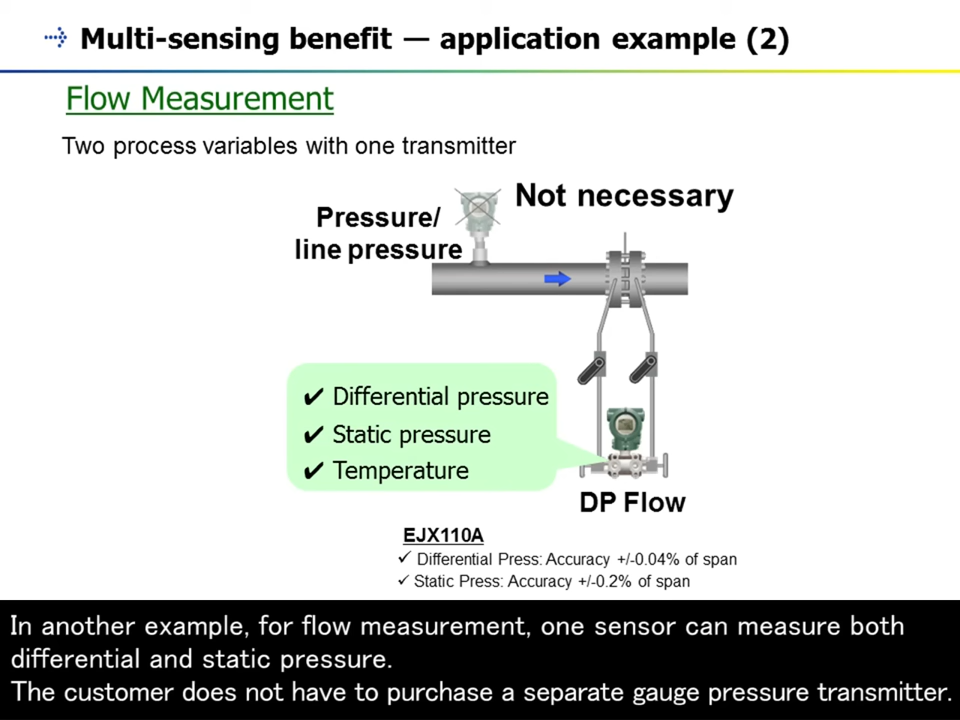 Multi-sensing benefit — application example (2)
Flow Measurement
Two process variables with one transmitter
Not necessary
Pressure/
line pressure
✔ Differential pressure
✔ Static pressure
✔ Temperature
DP Flow
EJX110A
✓ Differential Press: Accuracy +/-0.04% of span
✓ Static Press: Accuracy +/-0.2% of span
In another example, for flow measurement, one sensor can measure both
differential and static pressure.
The customer does not have to purchase a separate gauge pressure transmitter.